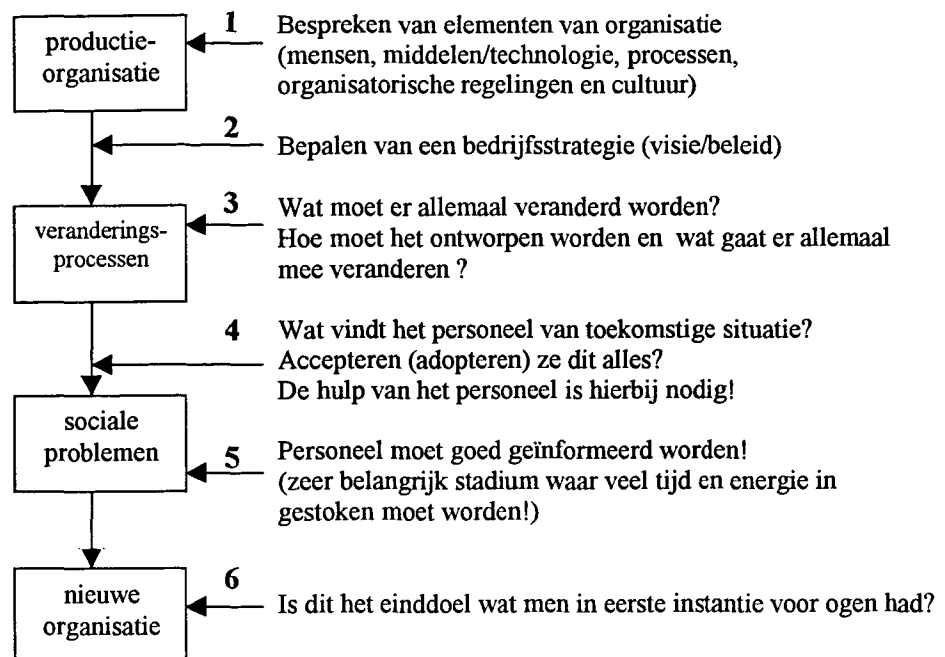 productie-
organisatie
1
Bespreken van elementen van organisatie
(mensen, middelen/technologie, processen,
organisatorische regelingen en cultuur)
2
Bepalen van een bedrijfsstrategie (visie/beleid)
veranderings-
processen
3
Wat moet er allemaal veranderd worden?
Hoe moet het ontworpen worden en wat gaat er allemaal
mee veranderen ?
4
Wat vindt het personeel van toekomstige situatie?
Accepteren (adopteren) ze dit alles?
De hulp van het personeel is hierbij nodig!
sociale
problemen
5
Personeel moet goed geïnformeerd worden!
(zeer belangrijk stadium waar veel tijd en energie in
gestoken moet worden!)
nieuwe
organisatie
6
Is dit het einddoel wat men in eerste instantie voor ogen had?